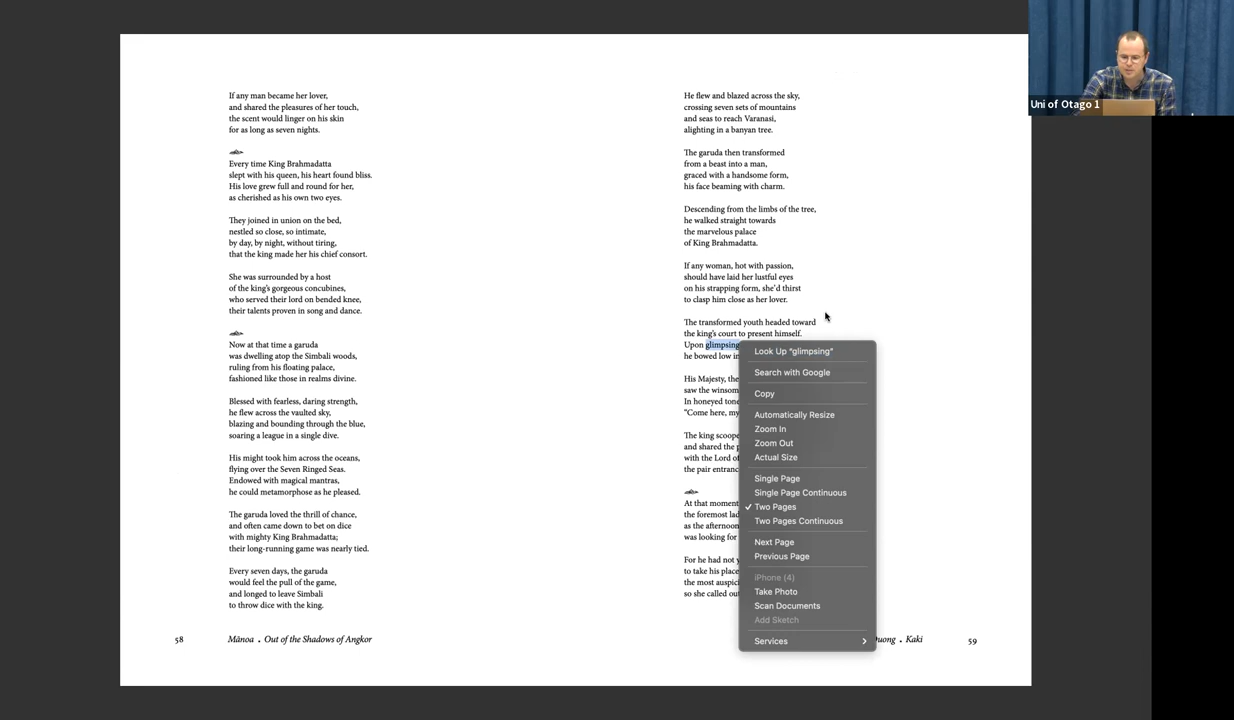 If any man became her lover,
and shared the pleasures of her touch,
the scent would linger on his skin
for as long as seven nights.
Every time King Brahmadatta
slept with his queen, his heart found bliss.
His love grew full and round for her,
as cherished as his own two eyes.
They joined in union on the bed,
nestled so close, so intimate,
by day, by night, without tiring,
that the king made her his chief consort.
She was surrounded by a host
of the king's gorgeous concubines,
who served their lord on bended knee,
their talents proven in song and dance.
Now at that time a garuda
was dwelling atop the Simbali woods,
ruling from his floating palace,
fashioned like those in realms divine.
Blessed with fearless, daring strength,
he flew across the vaulted sky,
blazing and bounding through the blue,
soaring a league in a single dive.
His might took him across the oceans,
flying over the Seven Ringed Seas.
Endowed with magical mantras,
he could metamorphose as he pleased.
The garuda loved the thrill of chance,
and often came down to bet on dice
with mighty King Brahmadatta;
their long-running game was nearly tied.
Every seven days, the garuda
would feel the pull of the game,
and longed to leave Simbali
to throw dice with the king.
58 Mānoa . Out of the Shadows of Angkor
He flew and blazed across the sky,
crossing seven sets of mountains
and seas to reach Varanasi,
alighting in a banyan tree.
The garuda then transformed
from a beast into a man,
graced with a handsome form,
his face beaming with charm.
Descending from the limbs of the tree,
he walked straight towards
the marvelous palace
of King Brahmadatta.
If any woman, hot with passion,
should have laid her lustful eyes
on his strapping form, she'd thirst
to clasp him close as her lover.
The transformed youth headed toward
the king's court to present himself.
Upon glimpsing
he bowed low in
His Majesty, the
saw the winsom
In honeyed tone
"Come here, my
The king scoope
and shared the p
with the Lord of
the pair entranc
At that moment
the foremost lad
as the afternoon
was looking for
For he had not y
to take his place
the most auspici
so she called out
uong . Kaki 59
Look Up "glimpsing"
Search with Google
Copy
Automatically Resize
Zoom In
Zoom Out
Actual Size
Single Page
Single Page Continuous
✓ Two Pages
Two Pages Continuous
Next Page
Previous Page
iPhone (4)
Take Photo
Scan Documents
Add Sketch
Services
Uni of Otago 1